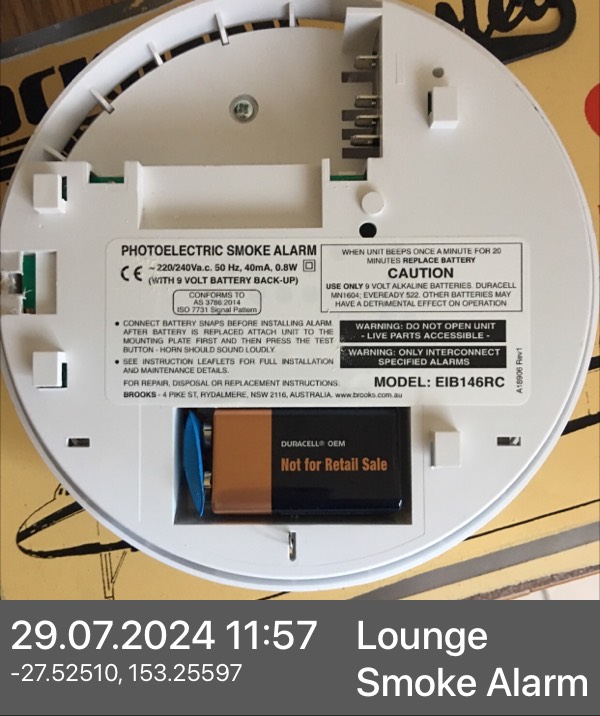 PHOTOELECTRIC SMOKE ALARM
CE ~220/240Va.c. 50 Hz, 40mA, 0.8W
(WITH 9 VOLT BATTERY BACK-UP)
CONFORMS TO
AS 3786:2014
ISO 7731 Signal Pattern
• CONNECT BATTERY SNAPS BEFORE INSTALLING ALARM.
AFTER BATTERY IS REPLACED ATTACH UNIT TO THE
MOUNTING PLATE FIRST AND THEN PRESS THE TEST
BUTTON - HORN SHOULD SOUND LOUDLY.
• SEE INSTRUCTION LEAFLETS FOR FULL INSTALLATION
AND MAINTENANCE DETAILS.
FOR REPAIR, DISPOSAL OR REPLACEMENT INSTRUCTIONS.
BROOKS - 4 PIKE ST, RYDALMERE, NSW 2116, AUSTRALIA. www.brooks.com.au
WHEN UNIT BEEPS ONCE A MINUTE FOR 20
MINUTES REPLACE BATTERY
CAUTION
USE ONLY 9 VOLT ALKALINE BATTERIES. DURACELL
MN1604; EVEREADY 522. OTHER BATTERIES MAY
HAVE A DETRIMENTAL EFFECT ON OPERATION
WARNING: DO NOT OPEN UNIT
- LIVE PARTS ACCESSIBLE -
WARNING: ONLY INTERCONNECT
SPECIFIED ALARMS
MODEL: EIB146RC
A18906 Rev1
DURACELL® OEM
Not for Retail Sale
29.07.2024 11:57
-27.52510, 153.25597
Lounge
Smoke Alarm